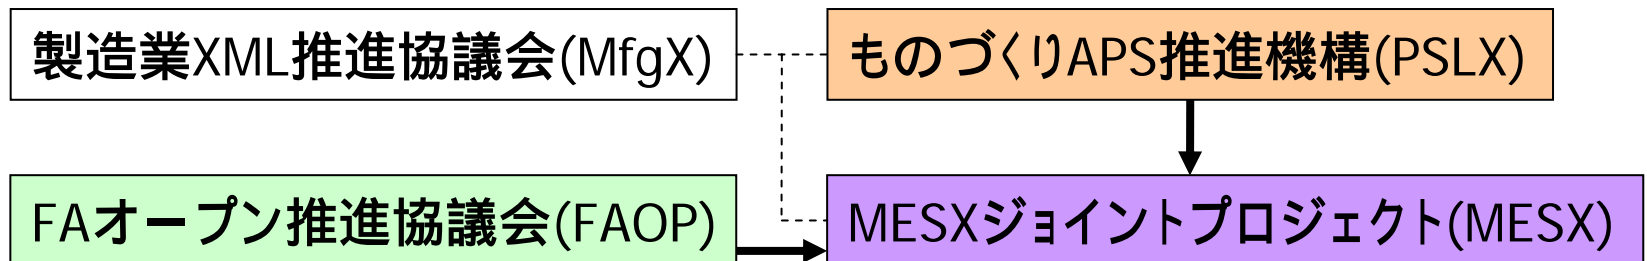 製造業XML推進協議会(MfgX)
ものづくりAPS推進機構(PSLX)
FAオープン推進協議会(FAOP)
MESXジョイントプロジェクト(MESX)